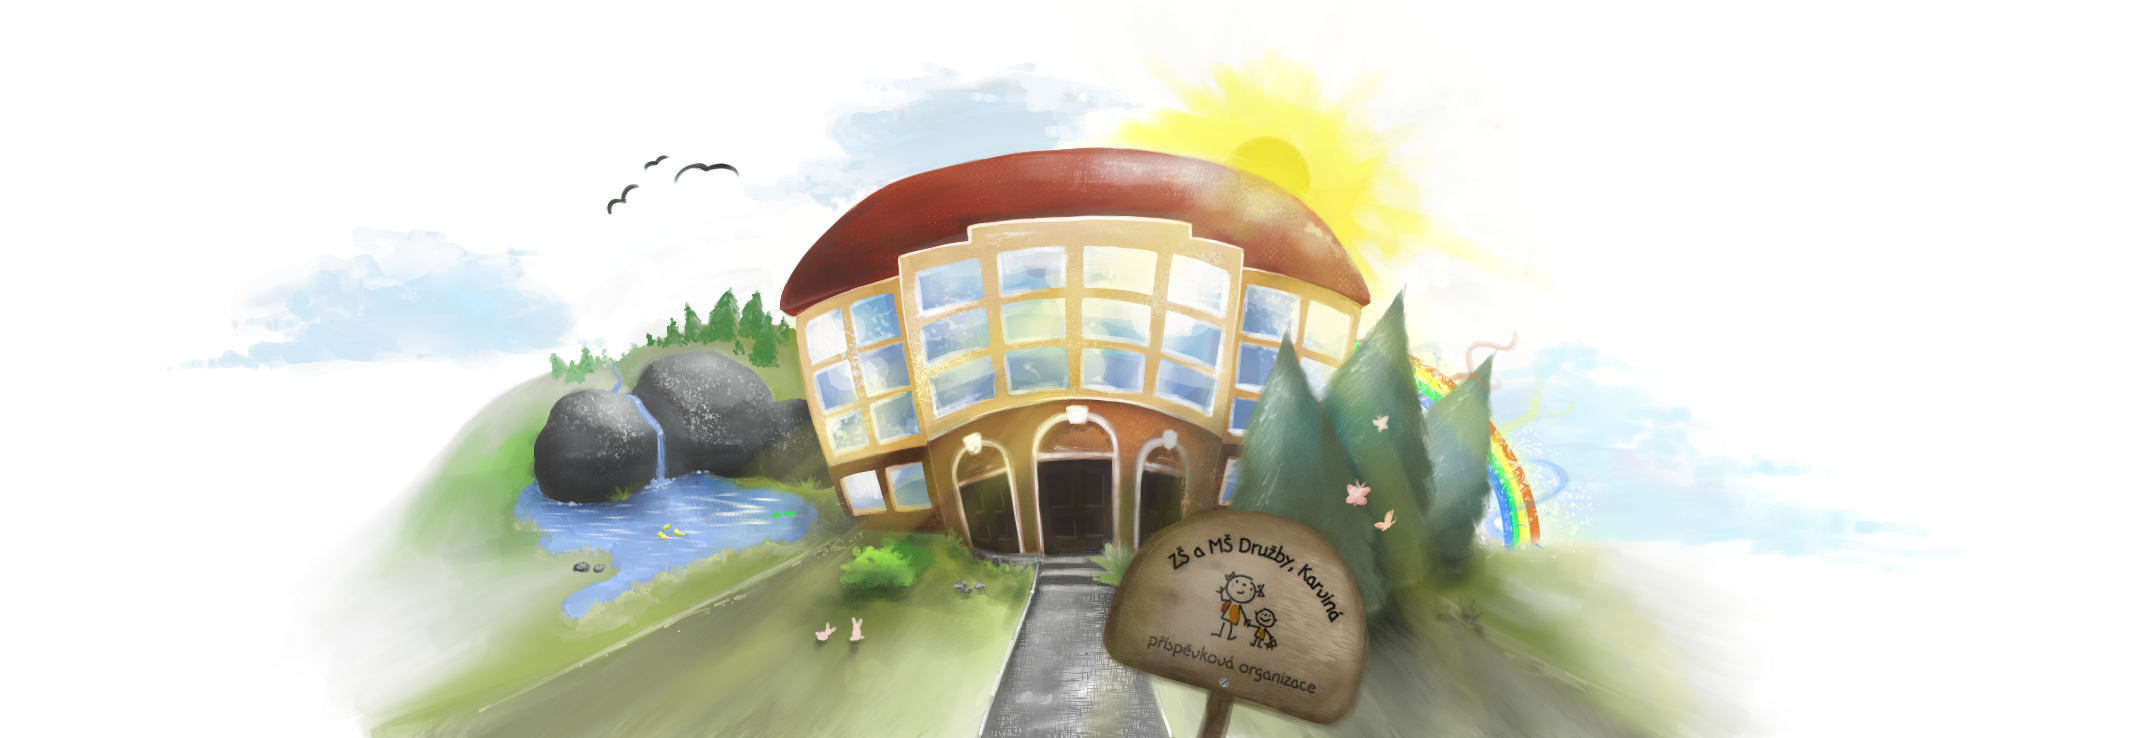 ZŠ a MŠ Družby, Karviná
příspěvková organizace